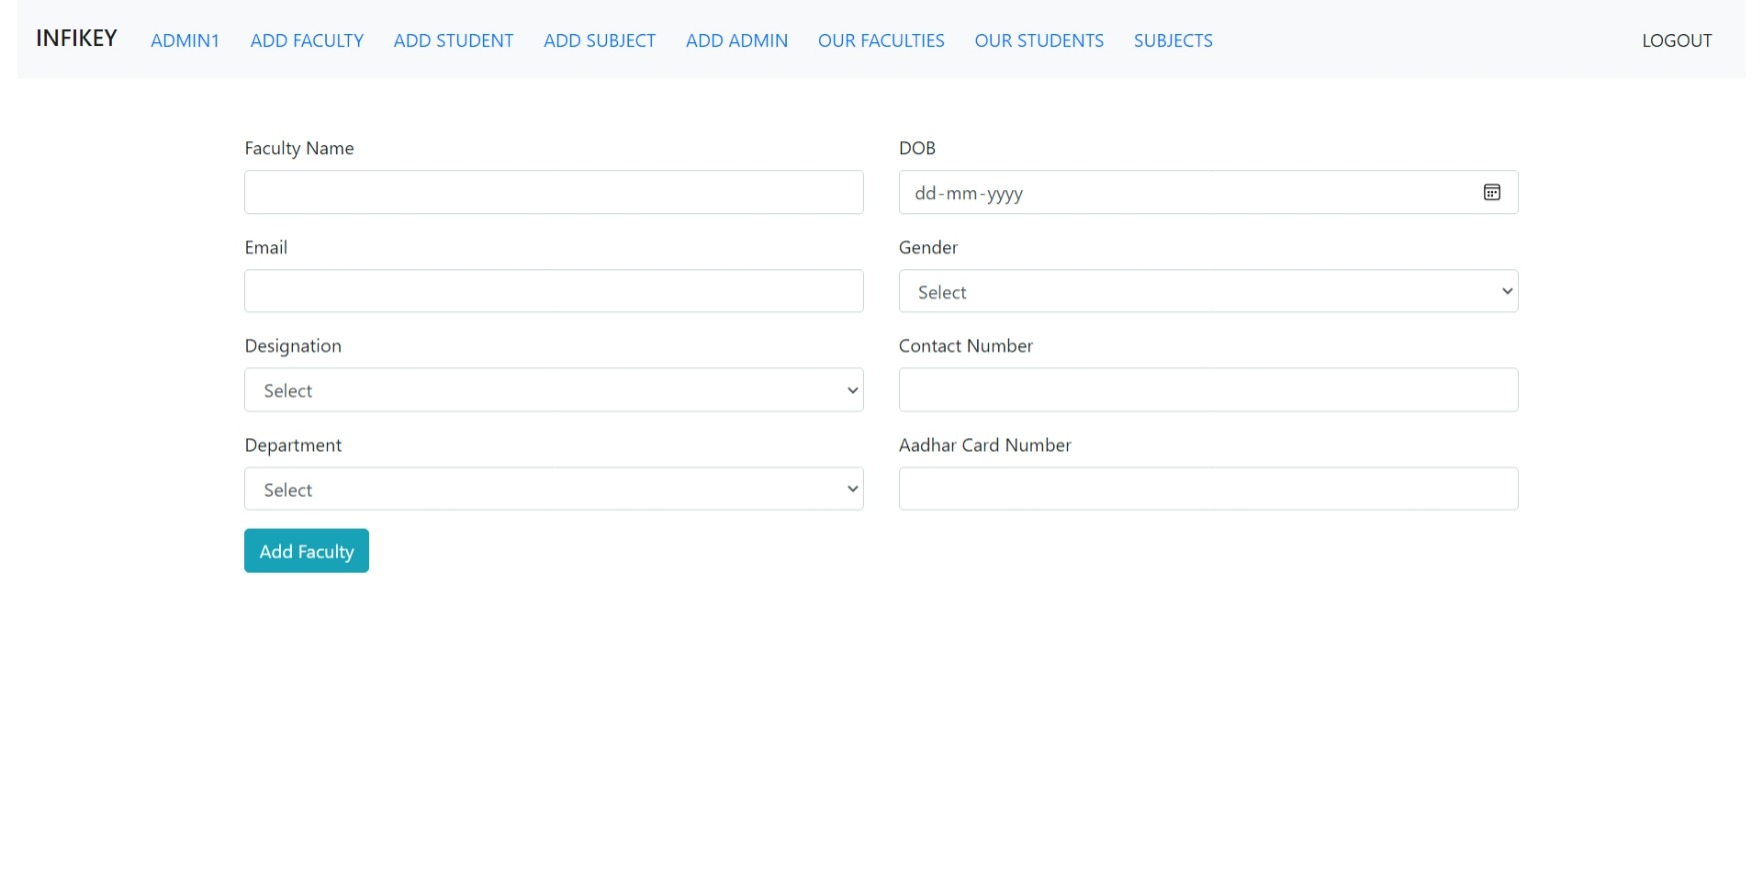 INFIKEY ADMIN1 ADD FACULTY ADD STUDENT ADD SUBJECT ADD ADMIN OUR FACULTIES OUR STUDENTS SUBJECTS LOGOUT
Faculty Name DOB
dd-mm-yyyy
Email Gender
Select
Designation Contact Number
Select
Department Aadhar Card Number
Select
Add Faculty